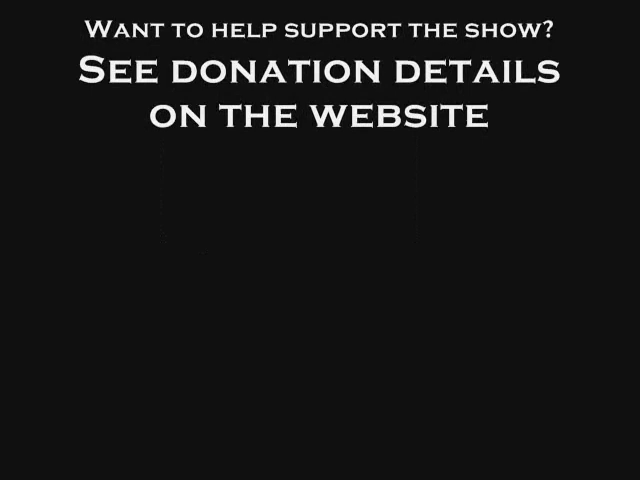 Want to help support the show?
See donation details
on the website